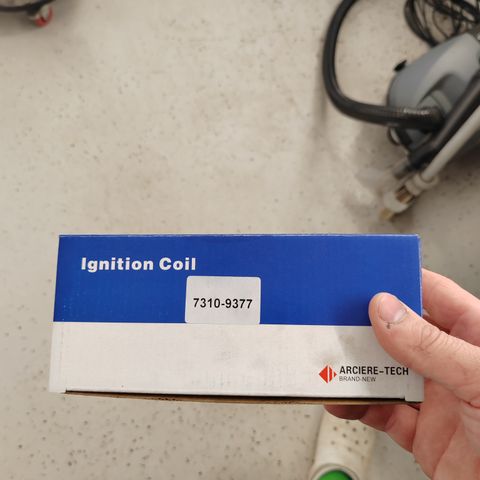 Ignition Coil
7310-9377
ARCIERE-TECH
BRAND-NEW